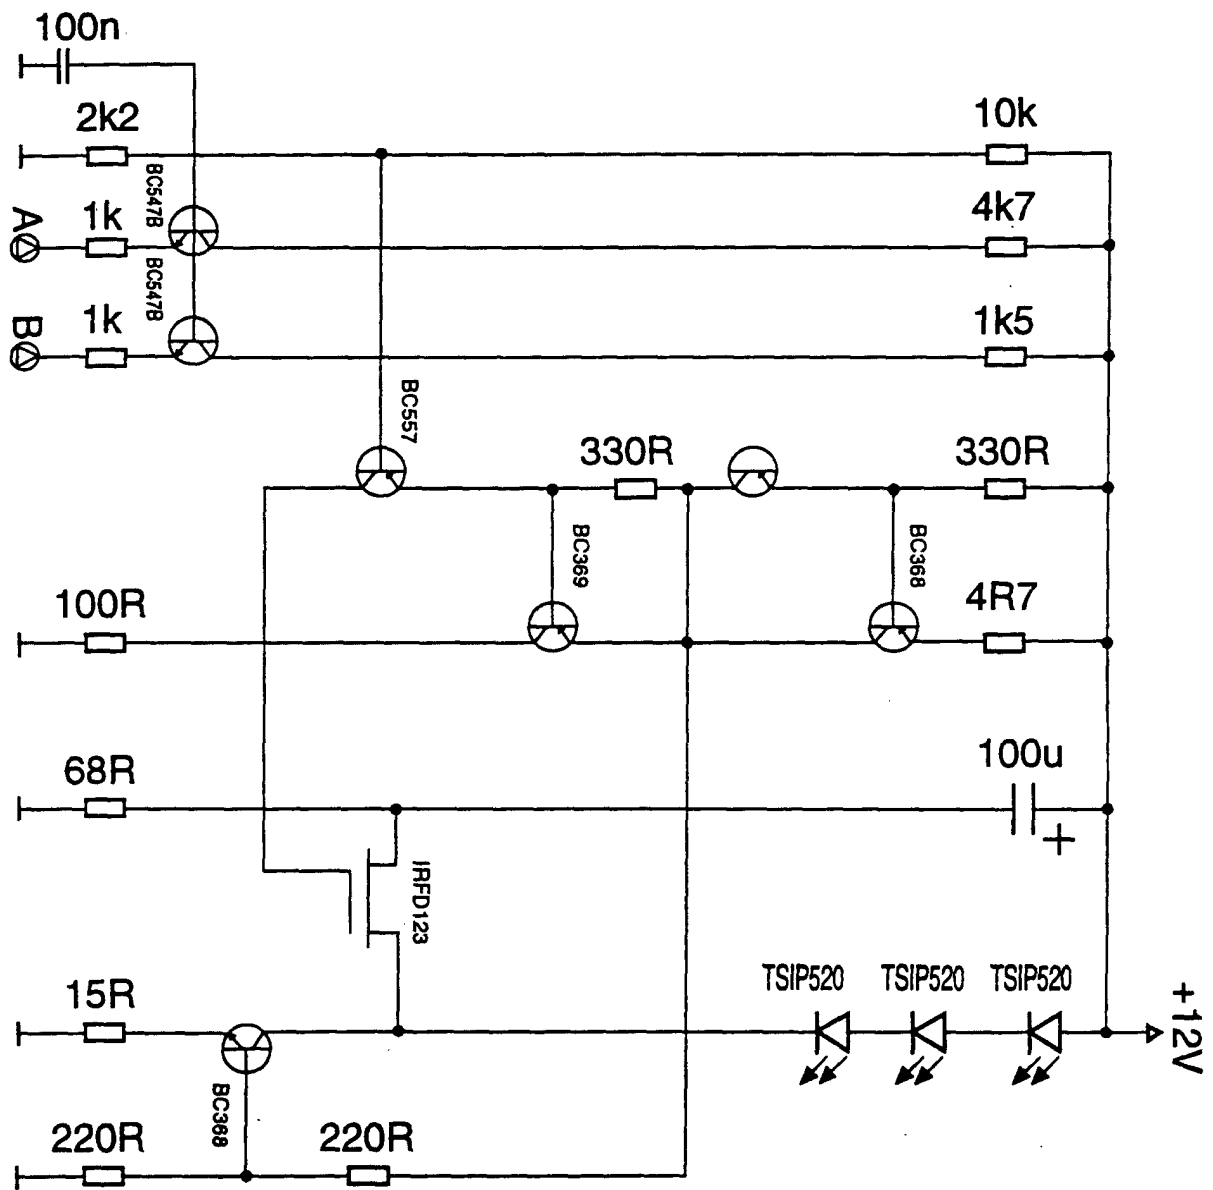 100n
2k2
10k
BC547B
A
1k
4k7
BC547B
B
1k
1k5
BC557
330R
330R
BC369
BC368
100R
4R7
68R
100u
+
IRFD123
TSIP520
TSIP520
TSIP520
15R
+12V
BC368
220R
220R